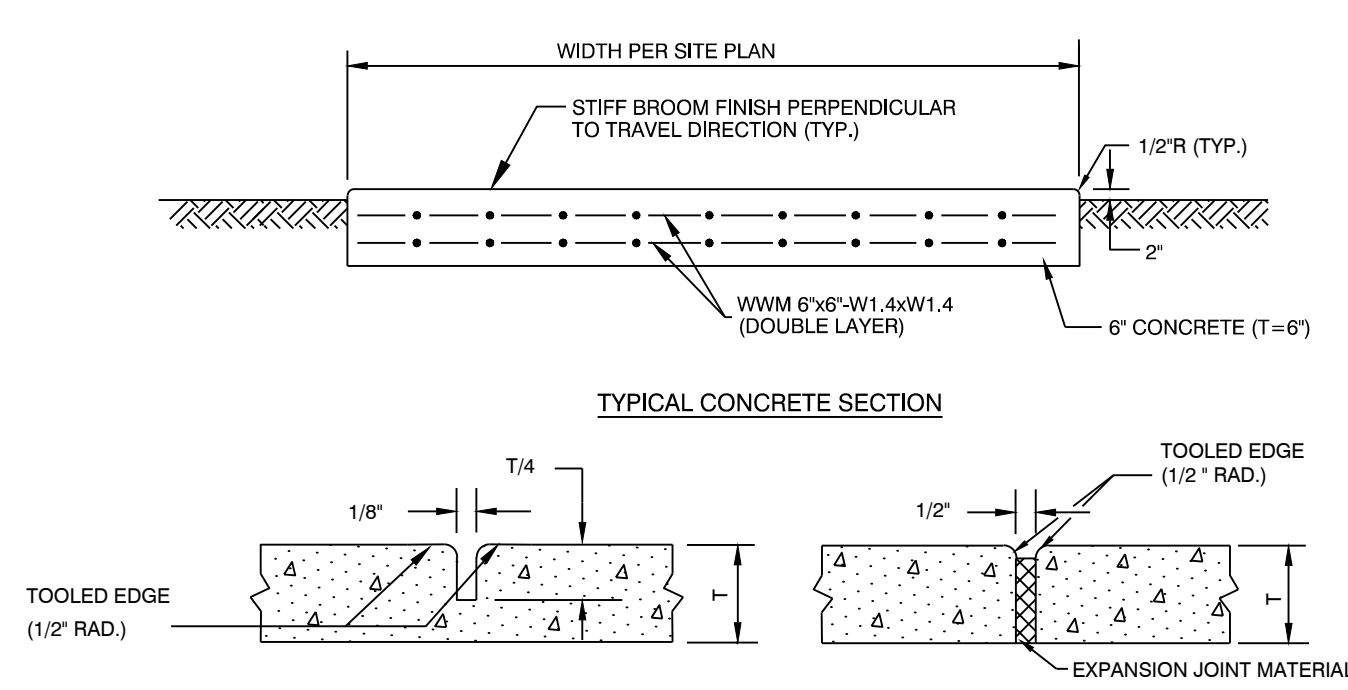 WIDTH PER SITE PLAN
STIFF BROOM FINISH PERPENDICULAR
TO TRAVEL DIRECTION (TYP.)
1/2"R (TYP.)
2"
WWM 6"x6"-W1.4xW1.4
(DOUBLE LAYER)
6" CONCRETE (T=6")
TYPICAL CONCRETE SECTION
T/4
1/8"
TOOLED EDGE
(1/2" RAD.)
T
TOOLED EDGE
(1/2 " RAD.)
1/2"
T
EXPANSION JOINT MATERIAL